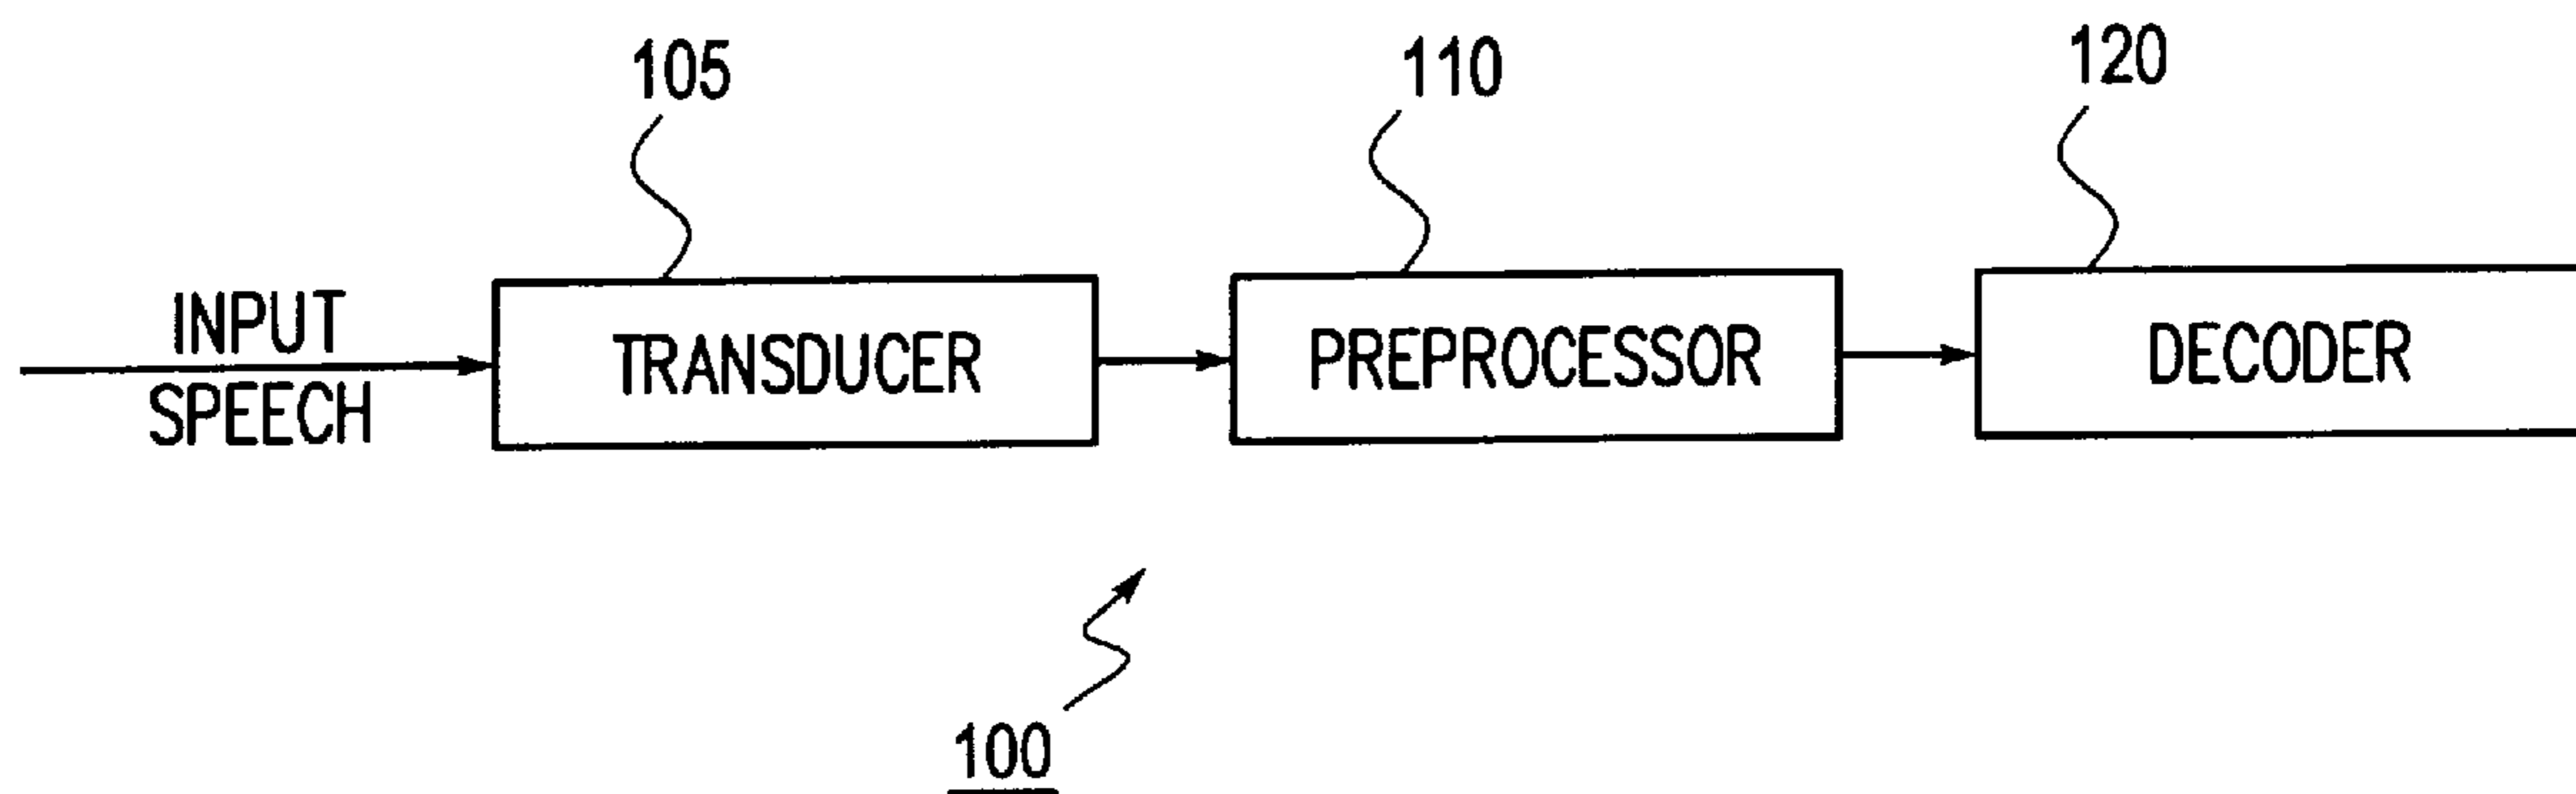 105
110
120
INPUT
SPEECH
TRANSDUCER
PREPROCESSOR
DECODER
100